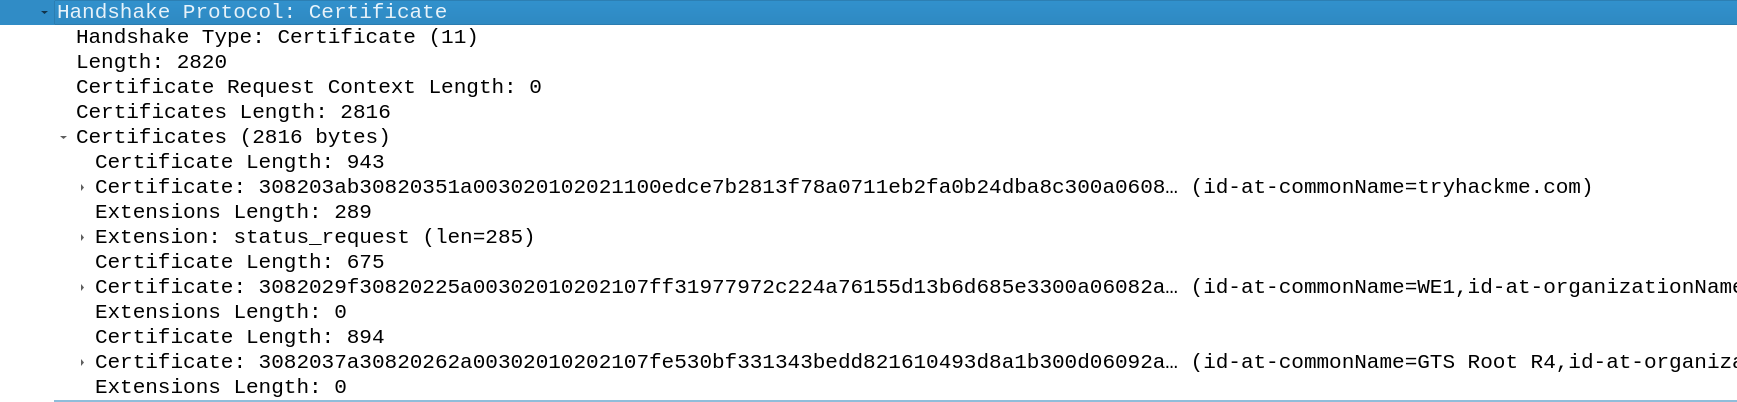 Handshake Protocol: Certificate
Handshake Type: Certificate (11)
Length: 2820
Certificate Request Context Length: 0
Certificates Length: 2816
Certificates (2816 bytes)
Certificate Length: 943
Certificate: 308203ab30820351a003020102021100edce7b2813f78a0711eb2fa0b24dba8c300a0608… (id-at-commonName=tryhackme.com)
Extensions Length: 289
Extension: status_request (len=285)
Certificate Length: 675
Certificate: 3082029f30820225a00302010202107ff31977972c224a76155d13b6d685e3300a06082a… (id-at-commonName=WE1,id-at-organizationName
Extensions Length: 0
Certificate Length: 894
Certificate: 3082037a30820262a00302010202107fe530bf331343bedd821610493d8a1b300d06092a… (id-at-commonName=GTS Root R4,id-at-organiza
Extensions Length: 0